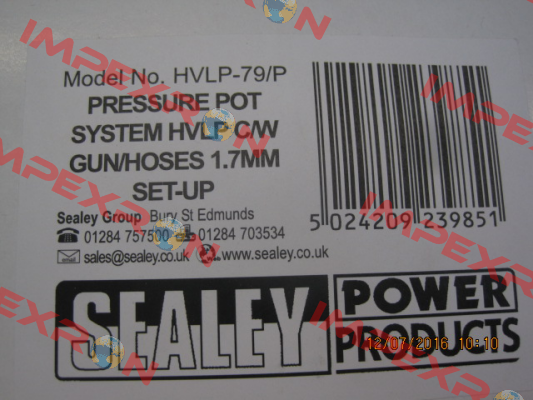 Model No. HVLP-79/P
PRESSURE POT
SYSTEM HVLP C/W
GUN/HOSES 1.7MM
SET-UP
Sealey Group Bury St Edmunds
01284 757500 01284 703534
sales@sealey.co.uk www.sealey.co.uk
5 024209 239851
SEALEY
POWER
PRODUCTS
12/07/2016 10:10
IMPEXRON
IMPEXRON
IMPEXRON
IMPEXRON
IMPEXRON